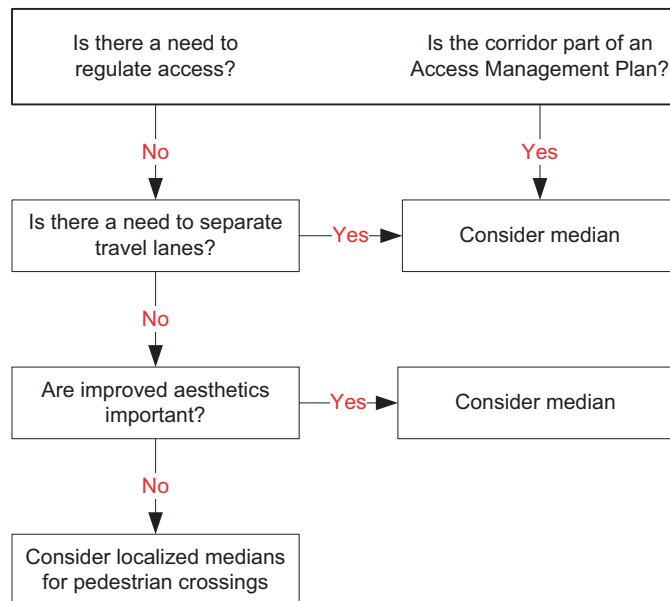 Is there a need to
regulate access?
Is the corridor part of an
Access Management Plan?
No
Yes
Is there a need to separate
travel lanes?
Yes
Consider median
No
Are improved aesthetics
important?
Yes
Consider median
No
Consider localized medians
for pedestrian crossings